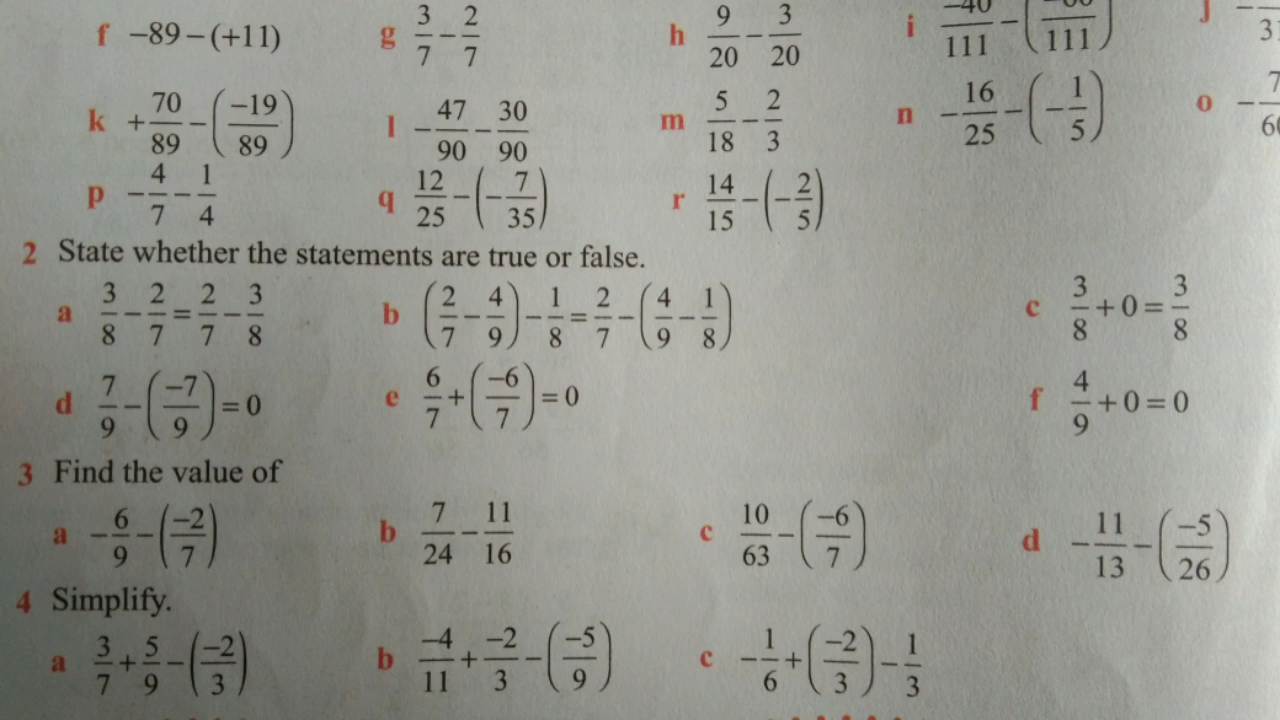 f −89 − (+11) g 3/7 − 2/7 h 9/20 − 3/20 i −40/111 − ( /111) j
k +70/89 − (−19/89) l −47/90 − 30/90 m 5/18 − 2/3 n −16/25 − (−1/5) o −
p −4/7 − 1/4 q 12/25 − (−7/35) r 14/15 − (−2/5)
2 State whether the statements are true or false.
a 3/8 − 2/7 = 2/7 − 3/8 b (2/7 − 4/9) − 1/8 = 2/7 − (4/9 − 1/8) c 3/8 + 0 = 3/8
d 7/9 − (−7/9) = 0 e 6/7 + (−6/7) = 0 f 4/9 + 0 = 0
3 Find the value of
a −6/9 − (−2/7) b 7/24 − 11/16 c 10/63 − (−6/7) d −11/13 − (−5/26)
4 Simplify.
a 3/7 + 5/9 − (−2/3) b −4/11 + −2/3 − (−5/9) c −1/6 + (−2/3) − 1/3